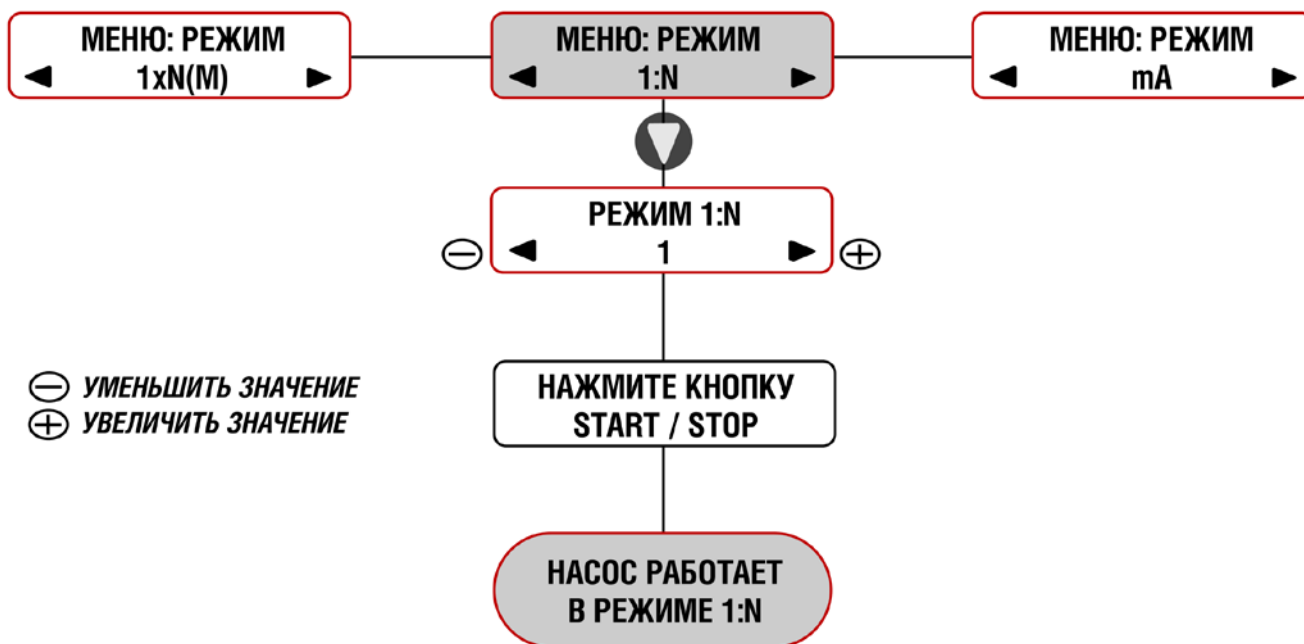 МЕНЮ: РЕЖИМ
1xN(M)
МЕНЮ: РЕЖИМ
1:N
МЕНЮ: РЕЖИМ
mA
РЕЖИМ 1:N
1
УМЕНЬШИТЬ ЗНАЧЕНИЕ
УВЕЛИЧИТЬ ЗНАЧЕНИЕ
НАЖМИТЕ КНОПКУ
START / STOP
НАСОС РАБОТАЕТ
В РЕЖИМЕ 1:N